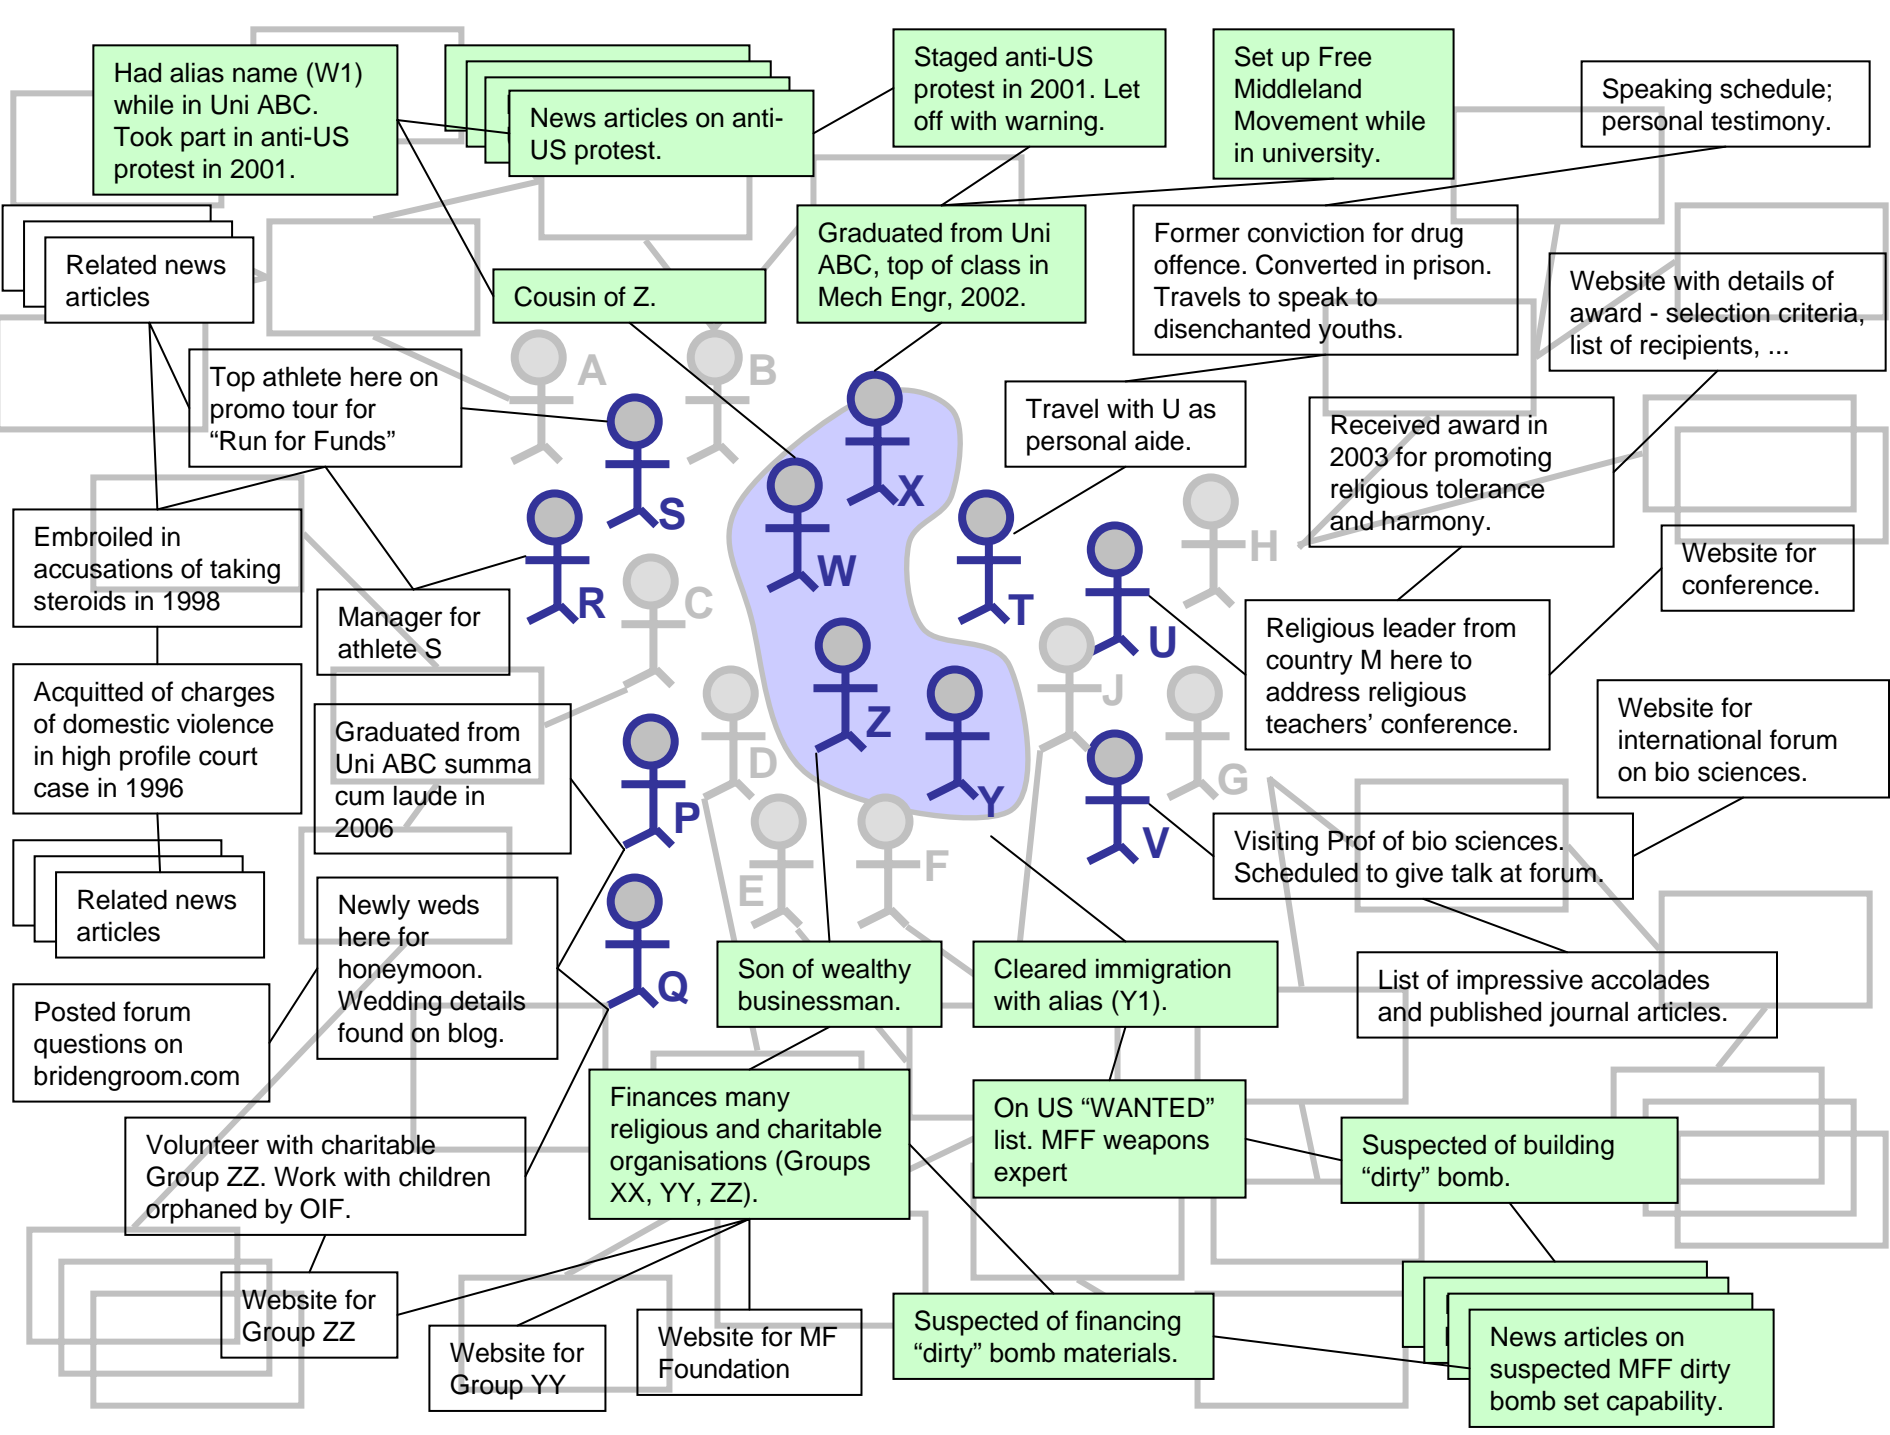 Had alias name (W1)
while in Uni ABC.
Took part in anti-US
protest in 2001.
News articles on anti-
US protest.
Staged anti-US
protest in 2001. Let
off with warning.
Set up Free
Middleland
Movement while
in university.
Speaking schedule;
personal testimony.
Related news
articles
Cousin of Z.
Graduated from Uni
ABC, top of class in
Mech Engr, 2002.
Former conviction for drug
offence. Converted in prison.
Travels to speak to
disenchanted youths.
Website with details of
award - selection criteria,
list of recipients, ...
Top athlete here on
promo tour for
“Run for Funds”
A
B
Travel with U as
personal aide.
Received award in
2003 for promoting
religious tolerance
and harmony.
X
S
W
T
H
R
C
U
Embroiled in
accusations of taking
steroids in 1998
Manager for
athlete S
Website for
conference.
Religious leader from
country M here to
address religious
teachers’ conference.
Acquitted of charges
of domestic violence
in high profile court
case in 1996
Graduated from
Uni ABC summa
cum laude in
2006
J
Z
D
G
Y
P
V
E
F
Website for
international forum
on bio sciences.
Visiting Prof of bio sciences.
Scheduled to give talk at forum.
Related news
articles
Newly weds
here for
honeymoon.
Wedding details
found on blog.
Q
Son of wealthy
businessman.
Cleared immigration
with alias (Y1).
List of impressive accolades
and published journal articles.
Posted forum
questions on
bridengroom.com
Finances many
religious and charitable
organisations (Groups
XX, YY, ZZ).
On US “WANTED”
list. MFF weapons
expert
Suspected of building
“dirty” bomb.
Volunteer with charitable
Group ZZ. Work with children
orphaned by OIF.
Website for
Group ZZ
Website for
Group YY
Website for MF
Foundation
Suspected of financing
“dirty” bomb materials.
News articles on
suspected MFF dirty
bomb set capability.